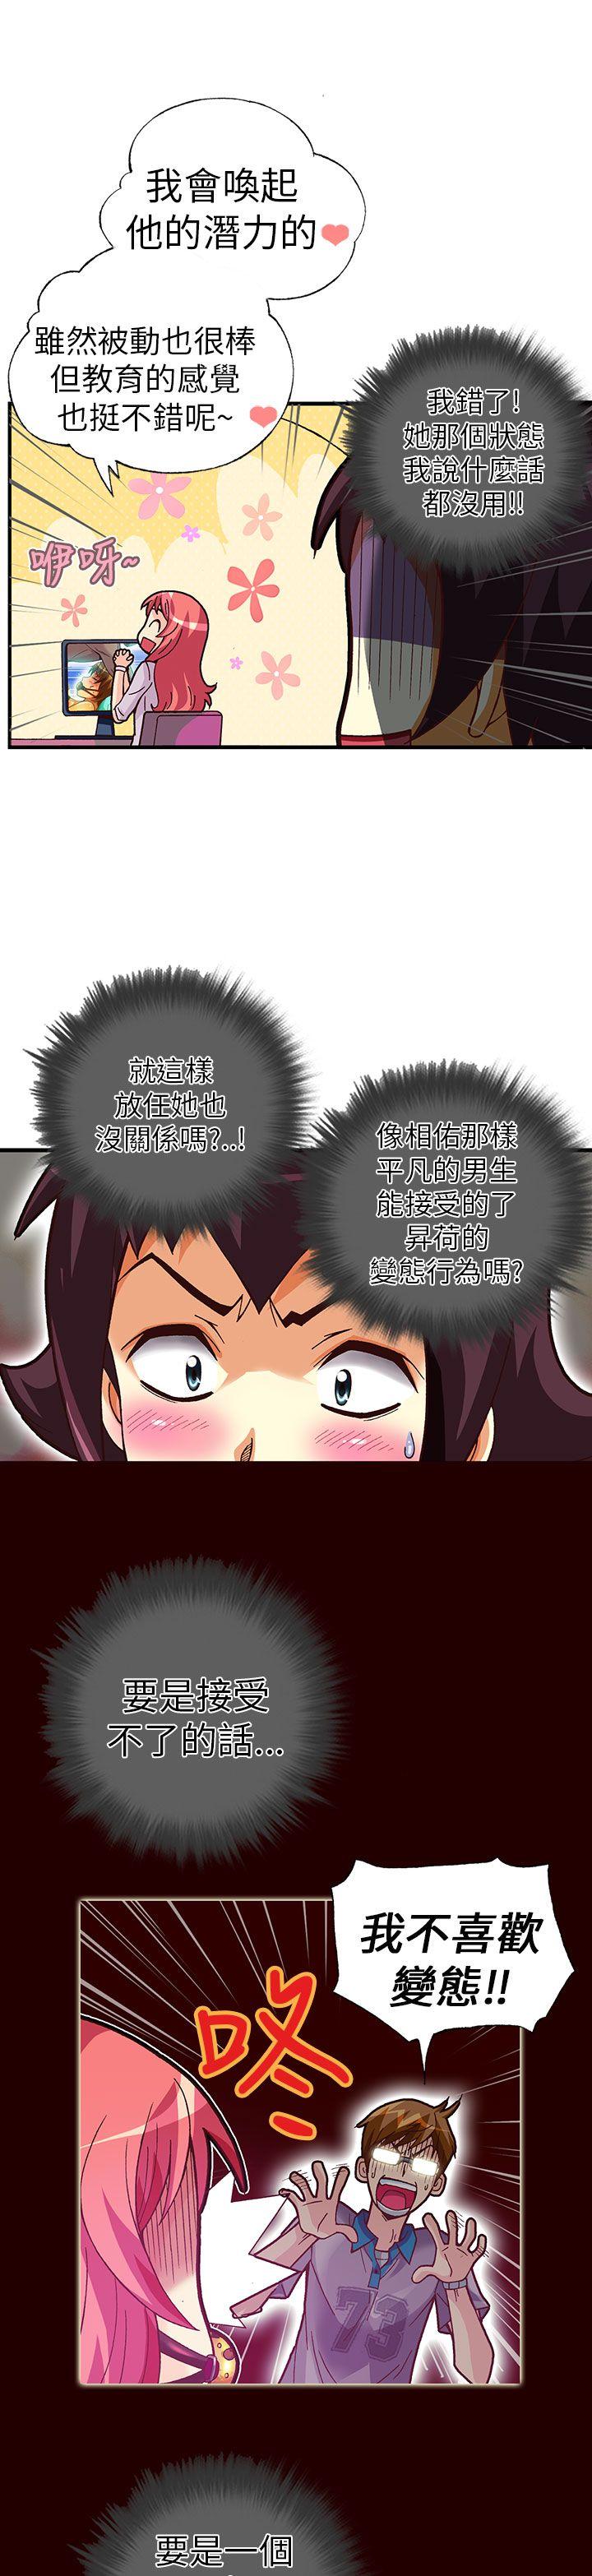 我會喚起
他的潛力的
雖然被動也很棒
但教育的感覺
也挺不錯呢~
我錯了!
她那個狀態
我說什麼話
都沒用!!
咿呀~
就這樣
放任她也
沒關係嗎?..!
像相佑那樣
平凡的男生
能接受的了
昇荷的
變態行為嗎?
要是接受
不了的話...
我不喜歡
變態!!
咚
73
要是一個